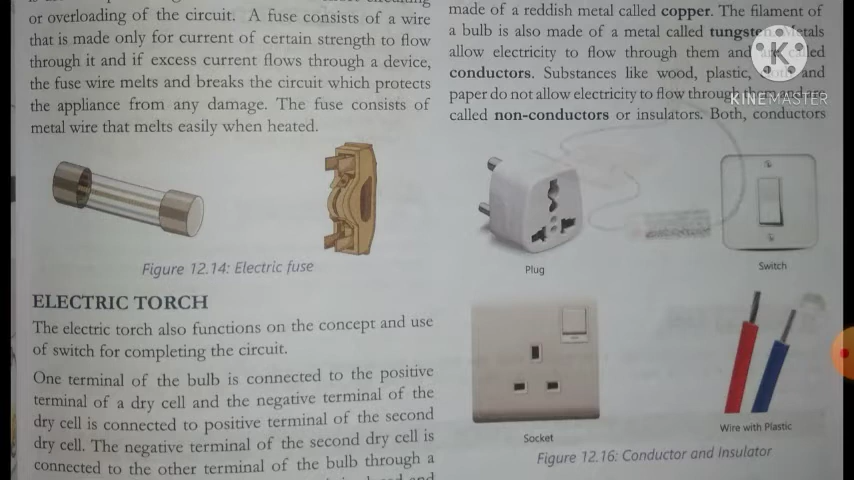 or overloading of the circuit. A fuse consists of a wire
that is made only for current of certain strength to flow
through it and if excess current flows through a device,
the fuse wire melts and breaks the circuit which protects
the appliance from any damage. The fuse consists of
metal wire that melts easily when heated.
Figure 12.14: Electric fuse
ELECTRIC TORCH
The electric torch also functions on the concept and use
of switch for completing the circuit.
One terminal of the bulb is connected to the positive
terminal of a dry cell and the negative terminal of the
dry cell is connected to positive terminal of the second
dry cell. The negative terminal of the second dry cell is
connected to the other terminal of the bulb through a
made of a reddish metal called copper. The filament of
a bulb is also made of a metal called tungsten. Metals
allow electricity to flow through them and are called
conductors. Substances like wood, plastic, and
paper do not allow electricity to flow through them and are
called non-conductors or insulators. Both, conductors
K
KINEMASTER
Plug
Switch
Socket
Wire with Plastic
Figure 12.16: Conductor and Insulator